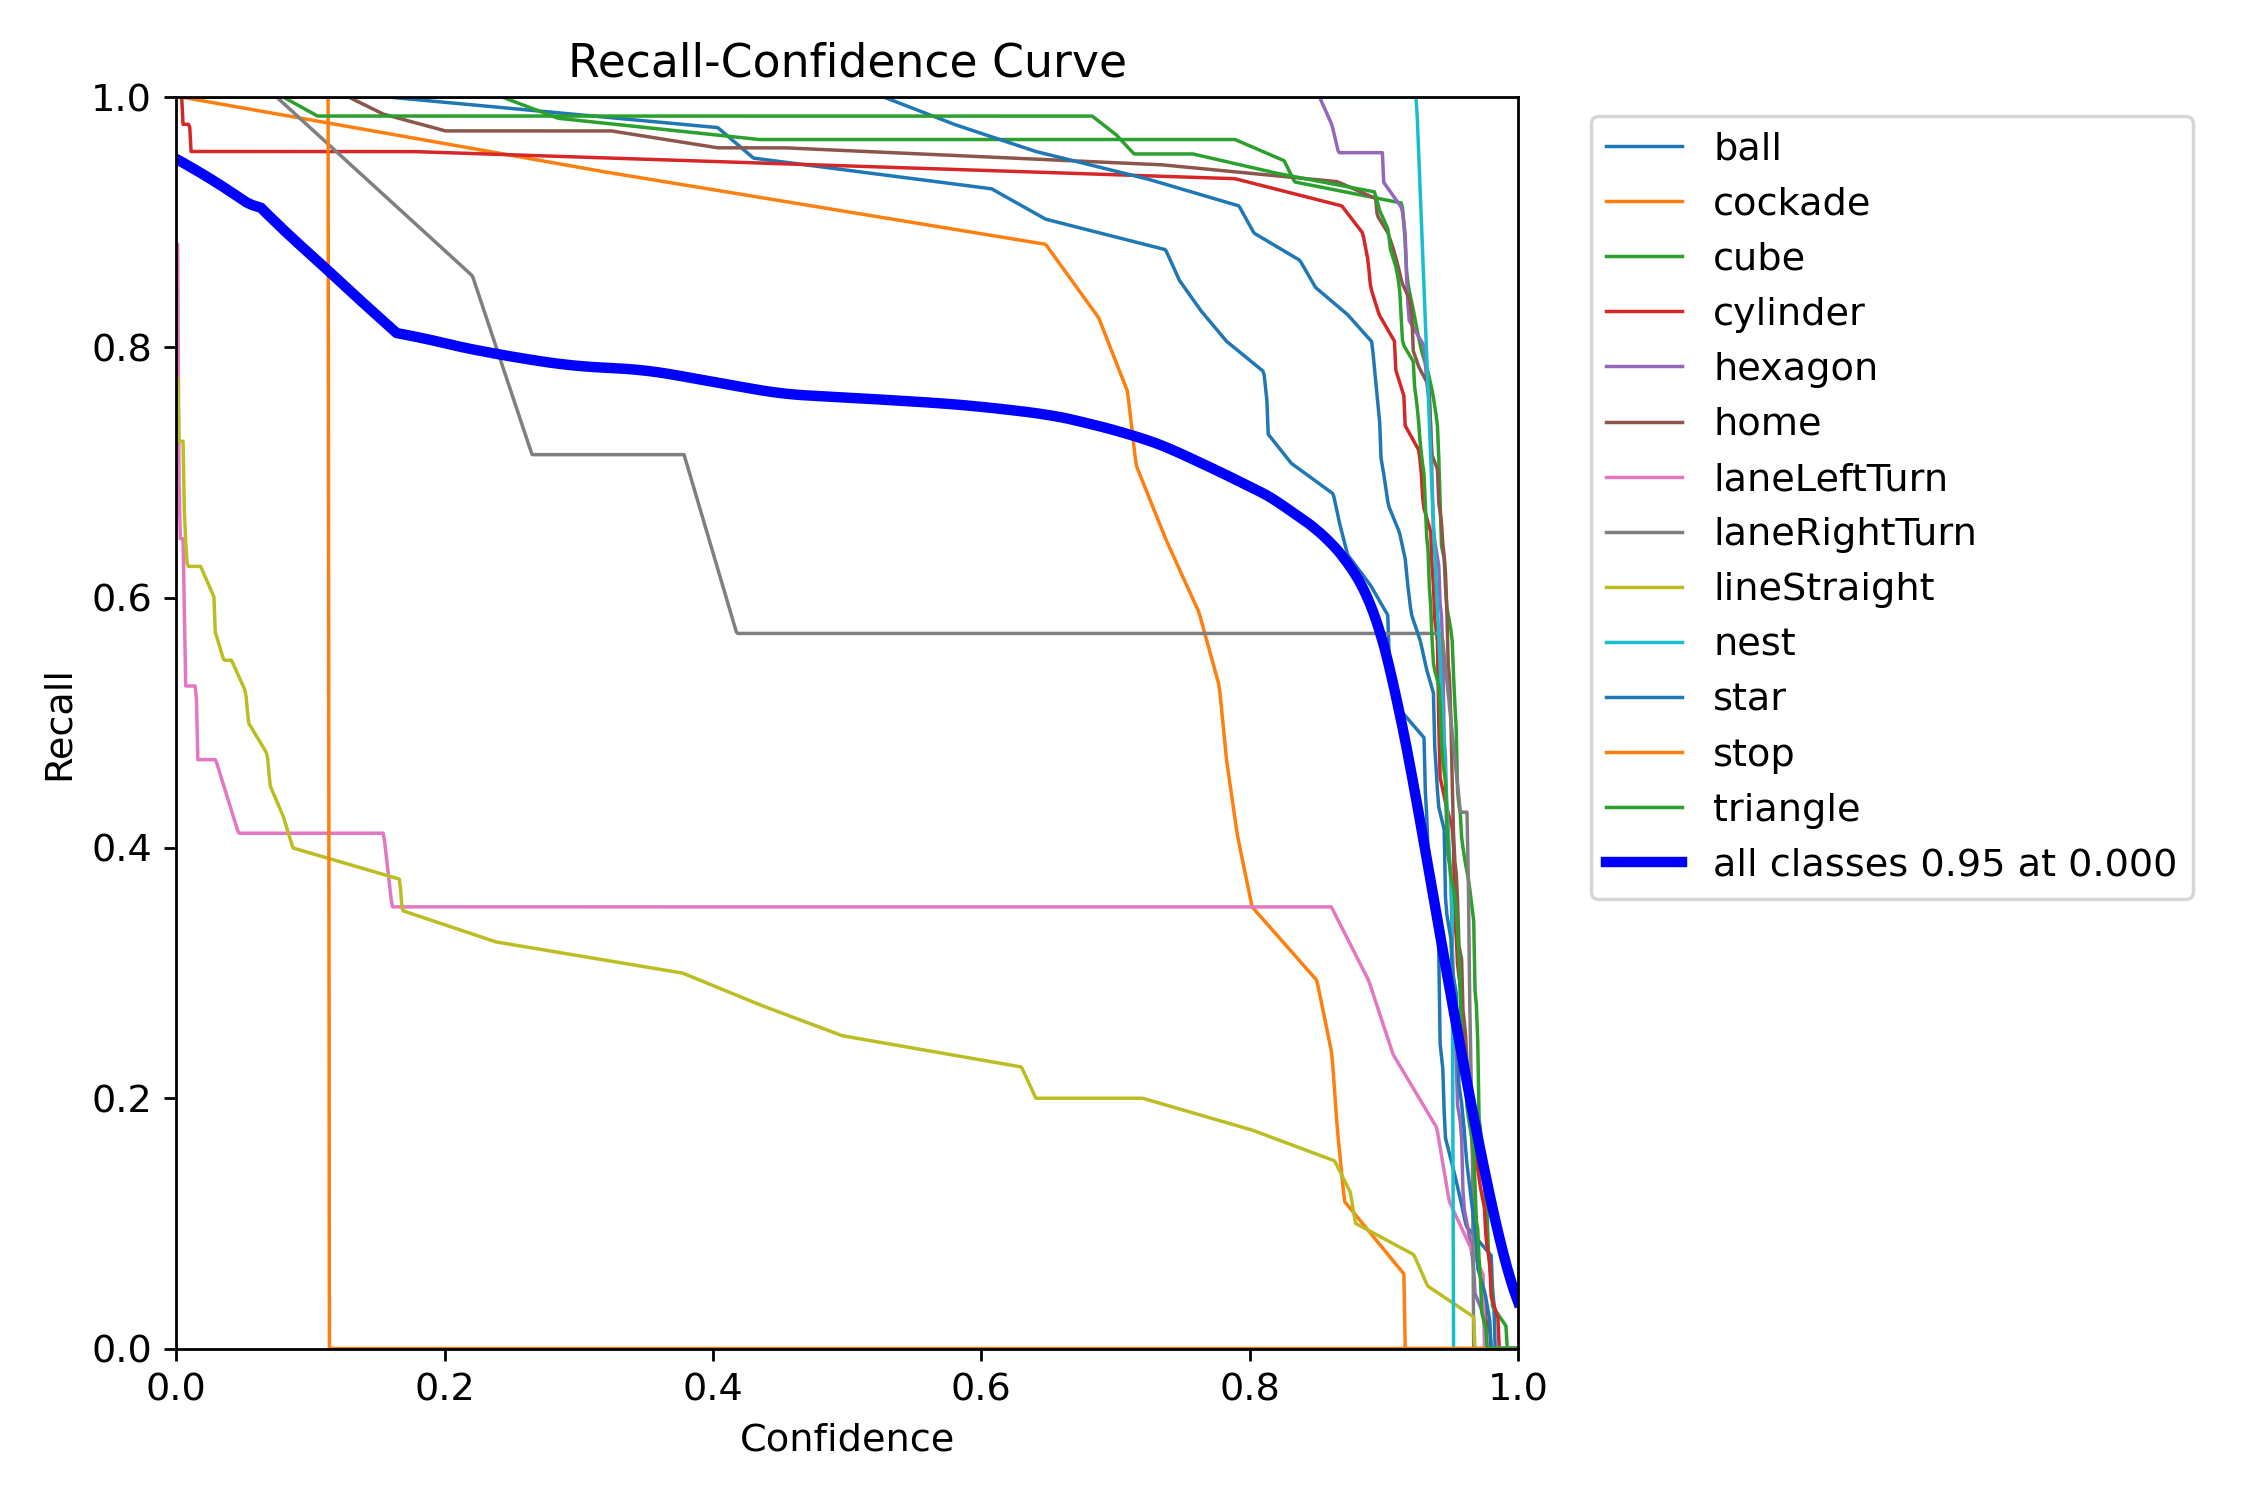 Recall-Confidence Curve
1.0
0.8
0.6
0.4
0.2
0.0
Recall
0.0 0.2 0.4 0.6 0.8 1.0
Confidence
ball
cockade
cube
cylinder
hexagon
home
laneLeftTurn
laneRightTurn
lineStraight
nest
star
stop
triangle
all classes 0.95 at 0.000